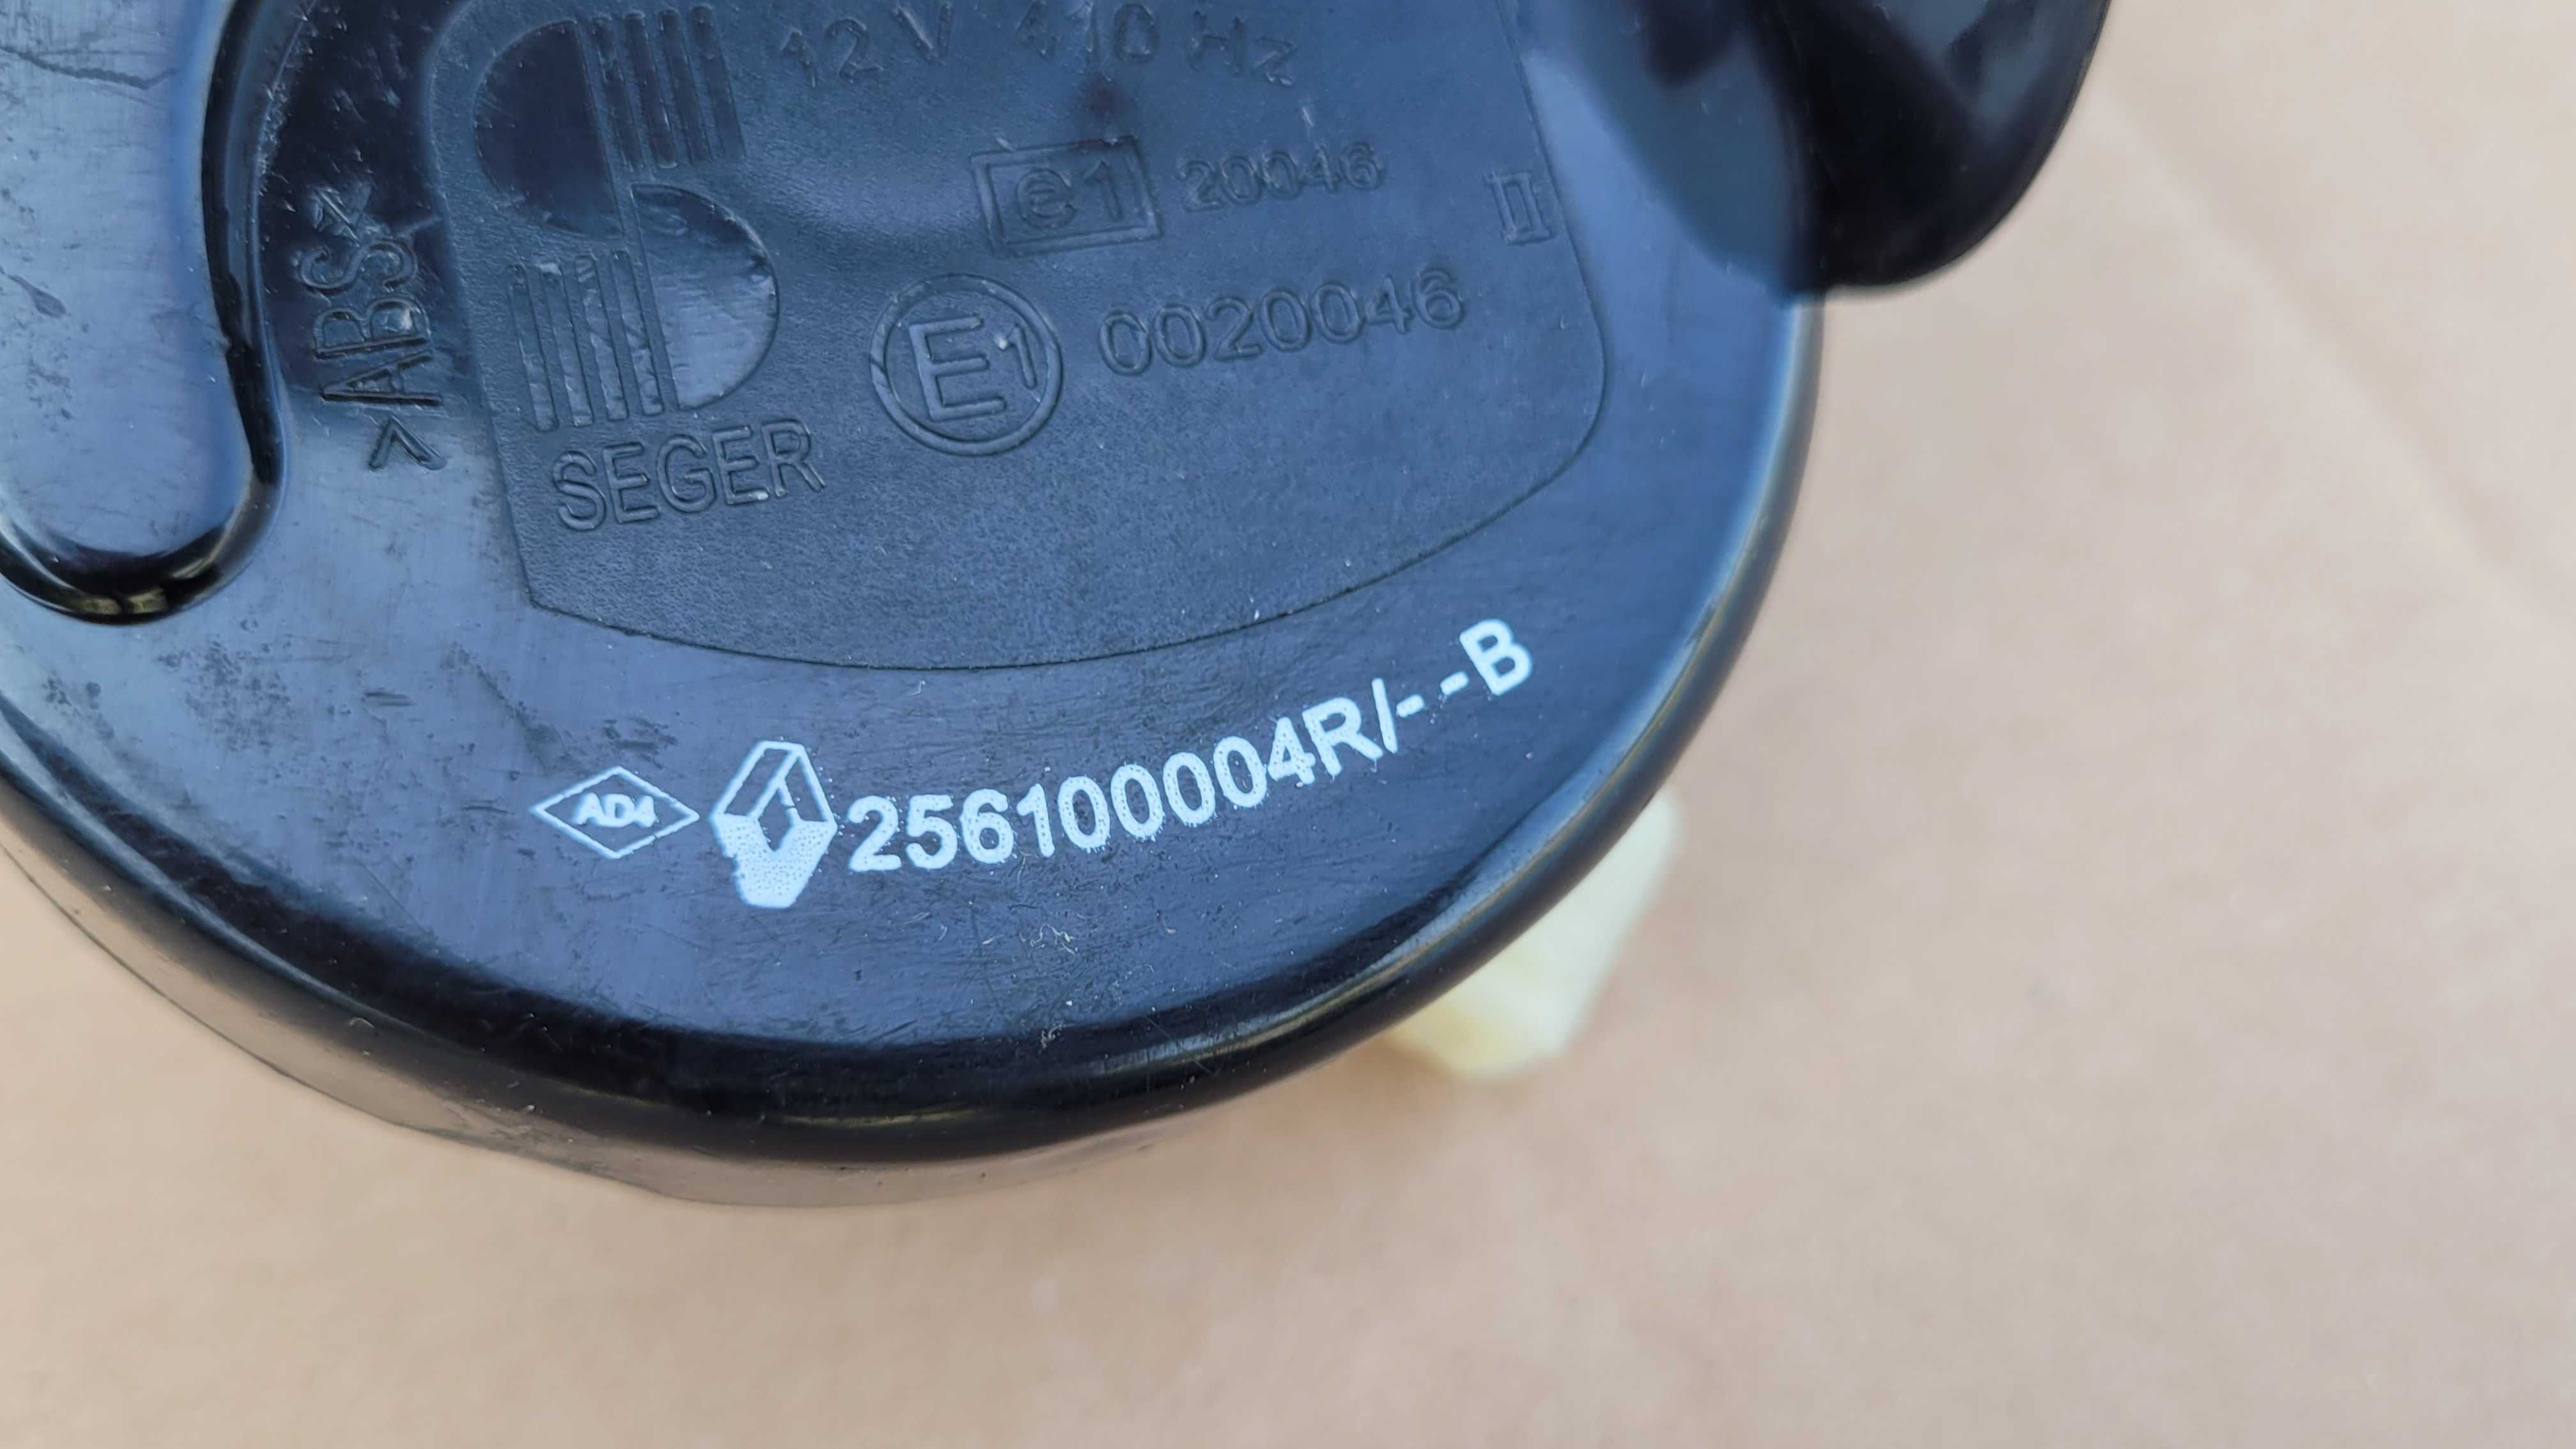 12 V 410 Hz
e1 20046
II
E1 0020046
>ABS<
SEGER
AD4 256100004R/- -B